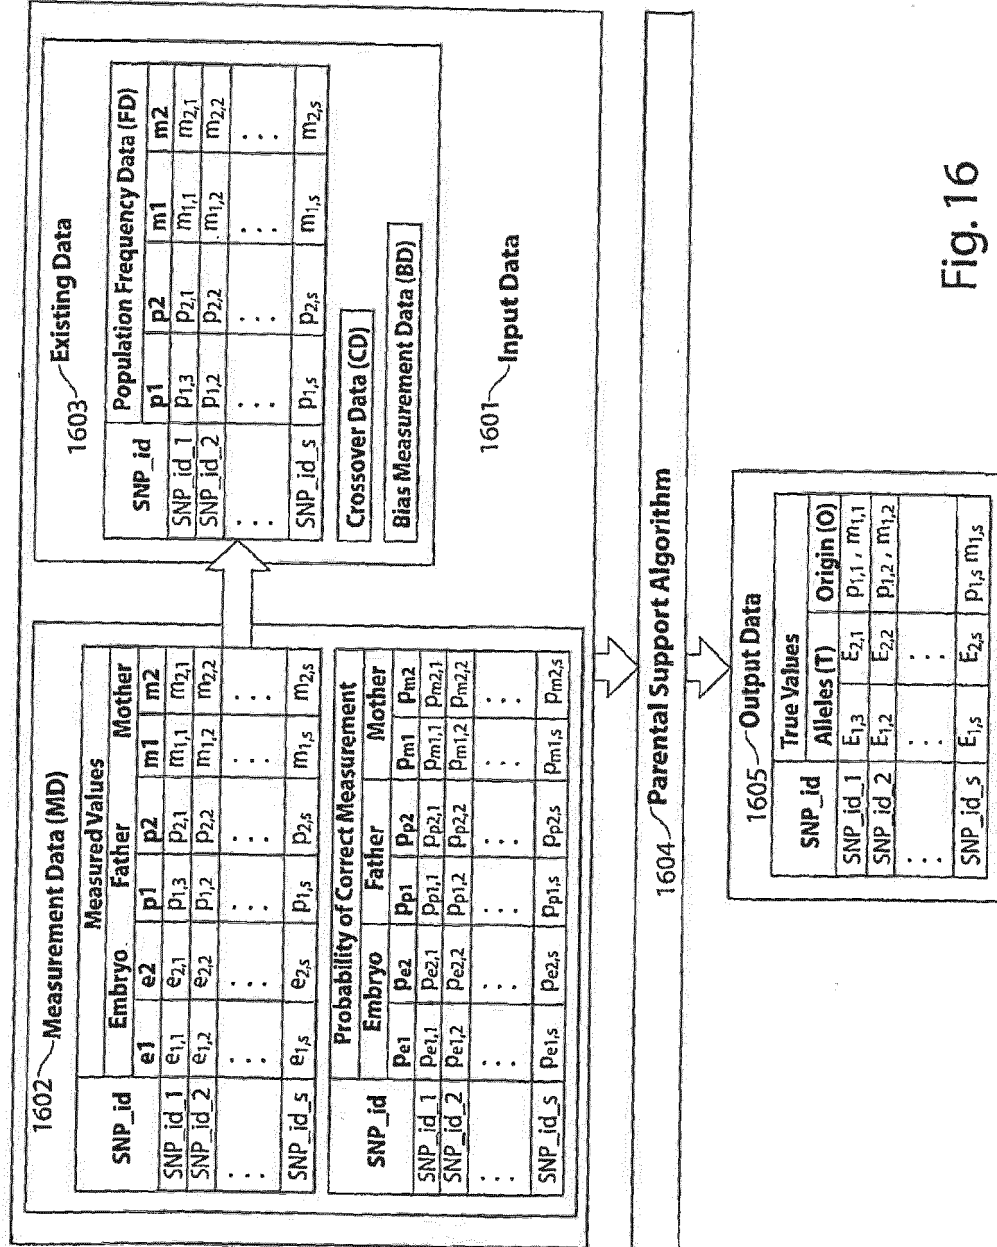 1602 Measurement Data (MD)
SNP_id Measured Values
Embryo Father Mother
e1 e2 p1 p2 m1 m2
SNP_id_1 e1,1 e2,1 p1,3 p2,1 m1,1 m2,1
SNP_id_2 e1,2 e2,2 p1,2 p2,2 m1,2 m2,2
. . . . . . . . . . . . . . . . . . . . .
SNP_id_s e1,s e2,s p1,s p2,s m1,s m2,s
SNP_id Probability of Correct Measurement
Embryo Father Mother
pe1 pe2 pp1 pp2 pm1 pm2
SNP_id_1 pe1,1 pe2,1 pp1,1 pp2,1 pm1,1 pm2,1
SNP_id_2 pe1,2 pe2,2 pp1,2 pp2,2 pm1,2 pm2,2
. . . . . . . . . . . . . . . . . . . . .
SNP_id_s pe1,s pe2,s pp1,s pp2,s pm1,s pm2,s
1603 Existing Data
SNP_id Population Frequency Data (FD)
p1 p2 m1 m2
SNP_id_1 p1,3 p2,1 m1,1 m2,1
SNP_id_2 p1,2 p2,2 m1,2 m2,2
. . . . . . . . . . . . . . .
SNP_id_s p1,s p2,s m1,s m2,s
Crossover Data (CD)
Bias Measurement Data (BD)
1601 Input Data
1604 Parental Support Algorithm
1605 Output Data
SNP_id True Values
Alleles (T) Origin (O)
SNP_id_1 E1,3 E2,1 p1,1 , m1,1
SNP_id_2 E1,2 E2,2 p1,2 , m1,2
. . . . . . . . .
SNP_id_s E1,s E2,s p1,s m1,s
Fig. 16